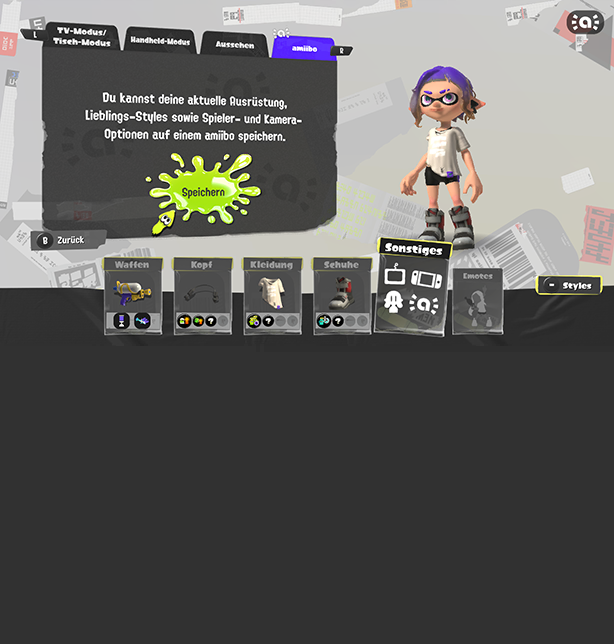 L
TV-Modus/
Tisch-Modus
Handheld-Modus
Aussehen
amiibo
R
Du kannst deine aktuelle Ausrüstung,
Lieblings-Styles sowie Spieler- und Kamera-
Optionen auf einem amiibo speichern.
Speichern
B Zurück
Waffen
Kopf
Kleidung
Schuhe
Sonstiges
Emotes
- Styles